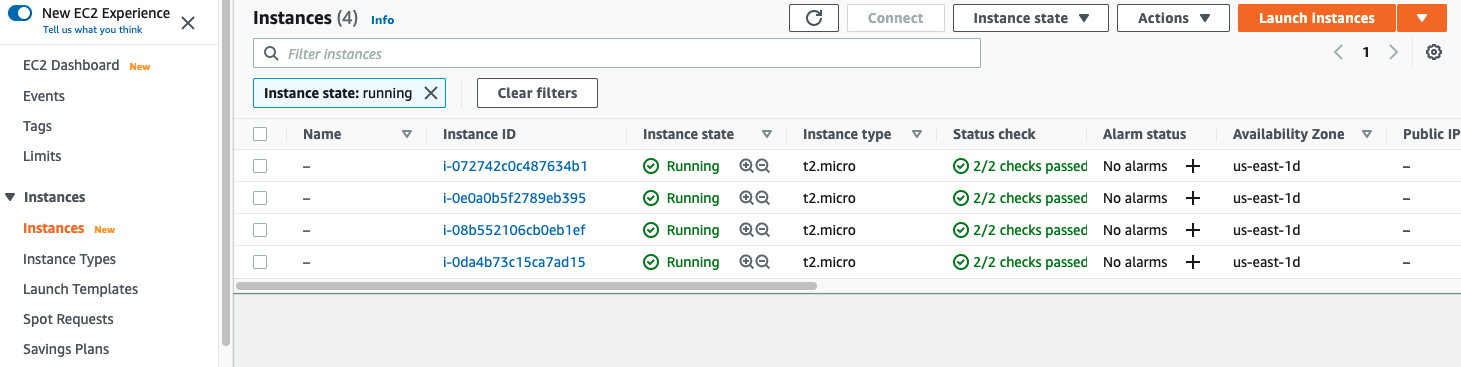 New EC2 Experience
Tell us what you think
EC2 Dashboard New
Events
Tags
Limits
Instances
Instances New
Instance Types
Launch Templates
Spot Requests
Savings Plans
Instances (4) Info
Connect
Instance state
Actions
Launch instances
Filter instances
1
Instance state: running
Clear filters
Name Instance ID Instance state Instance type Status check Alarm status Availability Zone Public IP
– i-072742c0c487634b1 Running t2.micro 2/2 checks passed No alarms + us-east-1d –
– i-0e0a0b5f2789eb395 Running t2.micro 2/2 checks passed No alarms + us-east-1d –
– i-08b552106cb0eb1ef Running t2.micro 2/2 checks passed No alarms + us-east-1d –
– i-0da4b73c15ca7ad15 Running t2.micro 2/2 checks passed No alarms + us-east-1d –